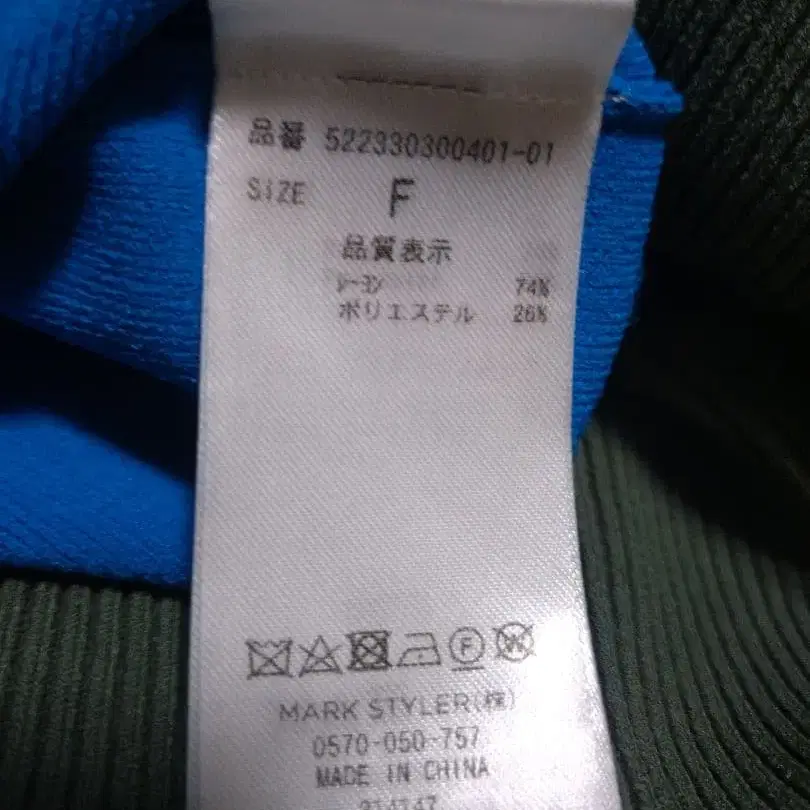 品番 522330300401-01
SIZE F
品質表示
レーヨン 74%
ポリエステル 26%
MARK STYLER(株)
0570-050-757
MADE IN CHINA